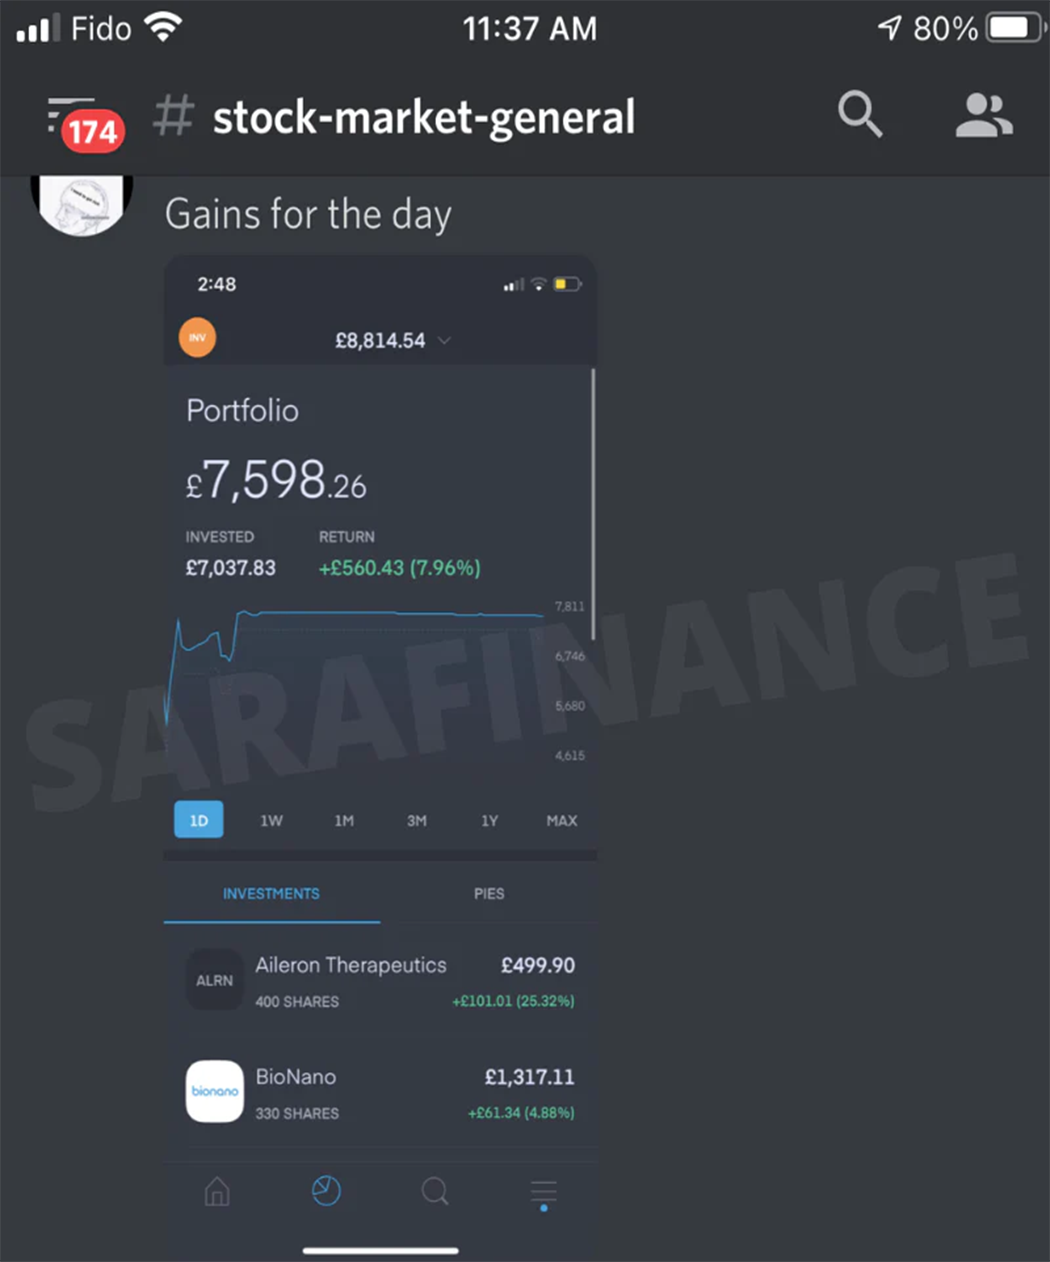 Fido 11:37 AM 80%
174 # stock-market-general
Gains for the day
2:48
INV £8,814.54
Portfolio
£7,598.26
INVESTED RETURN
£7,037.83 +£560.43 (7.96%)
7,811
6,746
5,680
4,615
SARAFINANCE
1D 1W 1M 3M 1Y MAX
INVESTMENTS PIES
ALRN Aileron Therapeutics £499.90
400 SHARES +£101.01 (25.32%)
bionano BioNano £1,317.11
330 SHARES +£61.34 (4.88%)